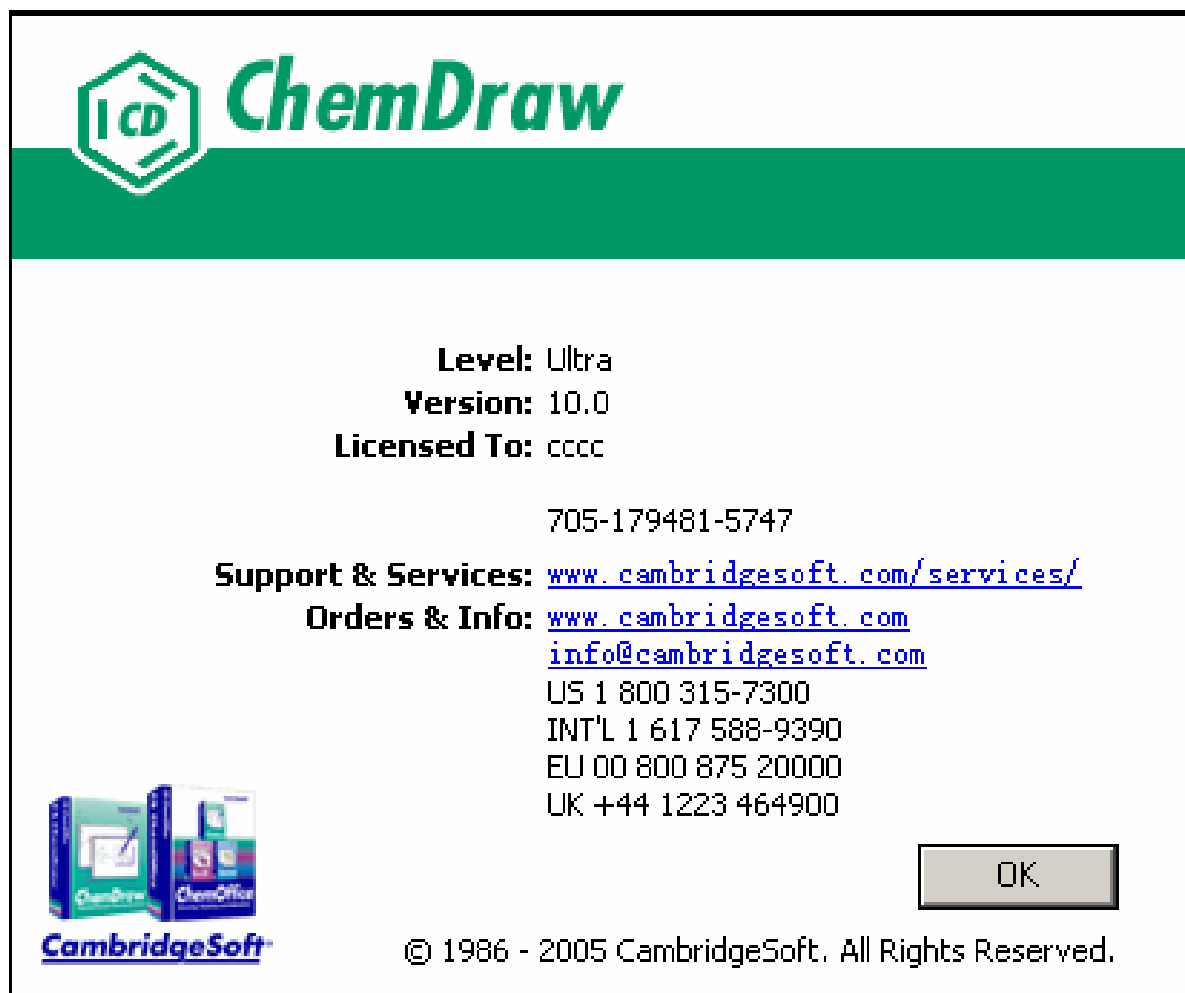 CD ChemDraw
Level: Ultra
Version: 10.0
Licensed To: cccc
705-179481-5747
Support & Services: www.cambridgesoft.com/services/
Orders & Info: www.cambridgesoft.com
info@cambridgesoft.com
US 1 800 315-7300
INT'L 1 617 588-9390
EU 00 800 875 20000
UK +44 1223 464900
ChemDraw ChemOffice
OK
CambridgeSoft
© 1986 - 2005 CambridgeSoft. All Rights Reserved.